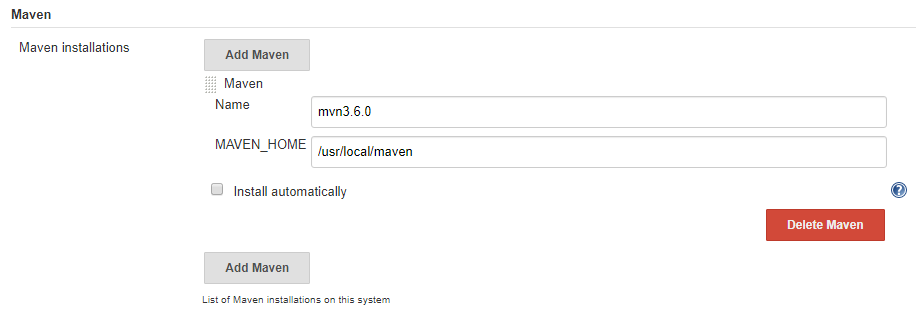 Maven
Maven installations
Add Maven
Maven
Name
mvn3.6.0
MAVEN_HOME
/usr/local/maven
Install automatically
?
Delete Maven
Add Maven
List of Maven installations on this system